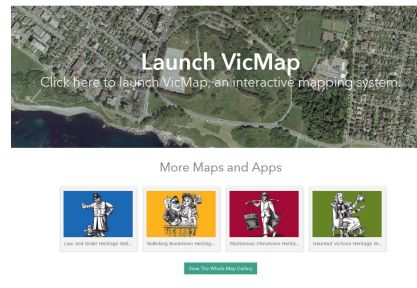 Launch VicMap
Click here to launch VicMap, an interactive mapping system.
More Maps and Apps
Law and Order Heritage Wal...
Rollicking Boomtown Heritag...
Mysterious Chinatown Herita...
Haunted Victoria Heritage W...
View The Whole Map Gallery